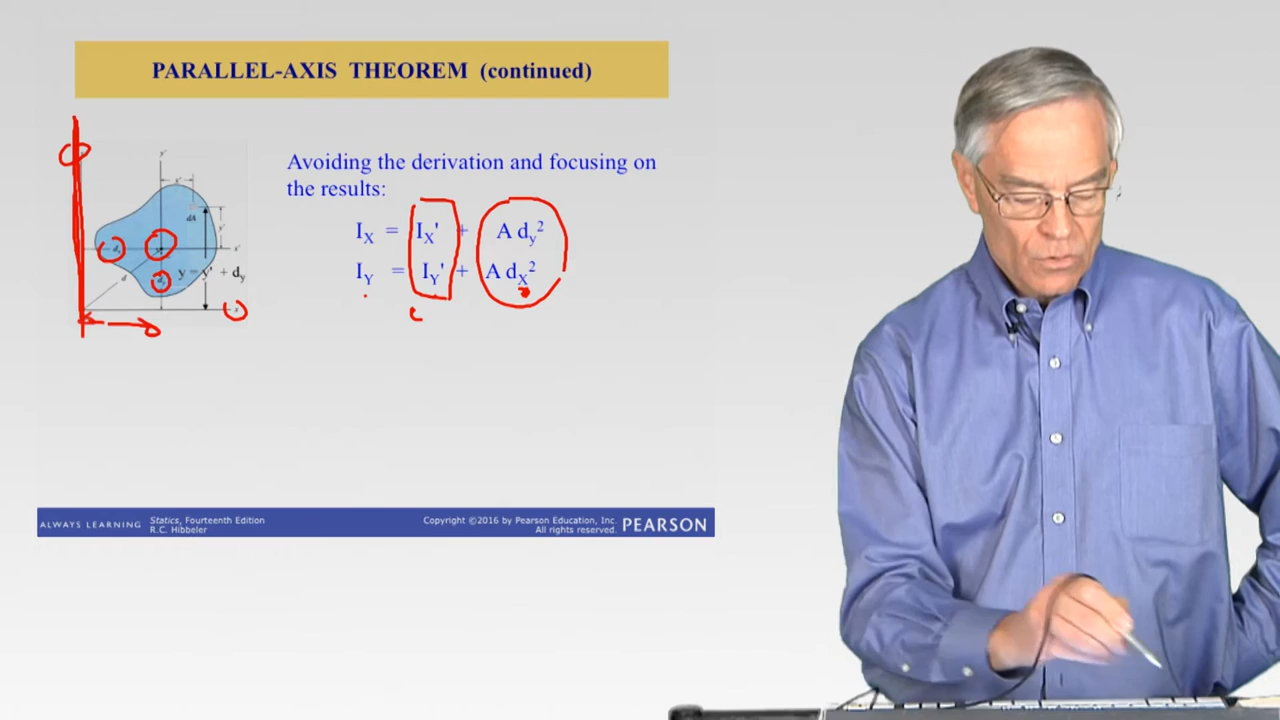 PARALLEL-AXIS THEOREM (continued)
y'
x'
dA
y'
x'
d
y = y' + dy
x
Avoiding the derivation and focusing on
the results:
IX = IX' + A dy²
IY = IY' + A dX²
ALWAYS LEARNING
Statics, Fourteenth Edition
R.C. Hibbeler
Copyright ©2016 by Pearson Education, Inc.
All rights reserved.
PEARSON